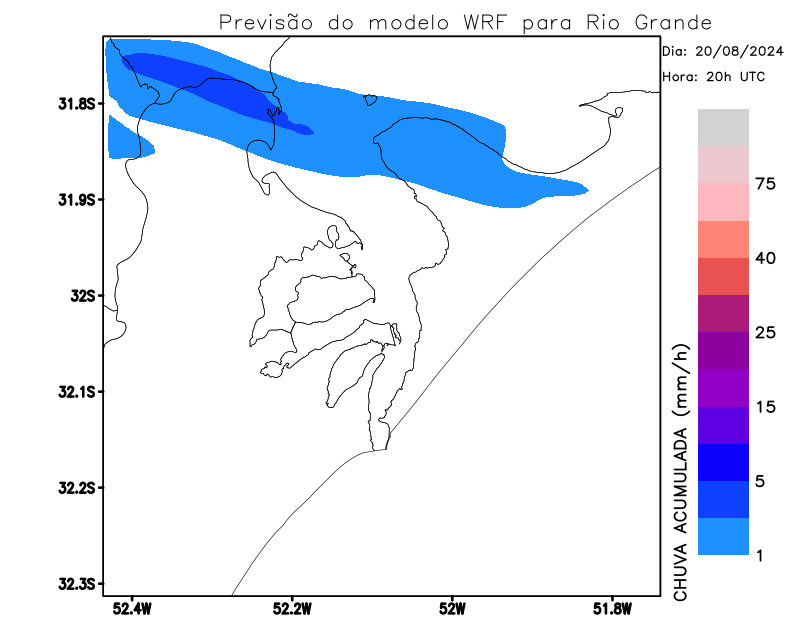 Previsão do modelo WRF para Rio Grande
Dia: 20/08/2024
Hora: 20h UTC
31.8S
31.9S
32S
32.1S
32.2S
32.3S
52.4W
52.2W
52W
51.8W
CHUVA ACUMULADA (mm/h)
75
40
25
15
5
1